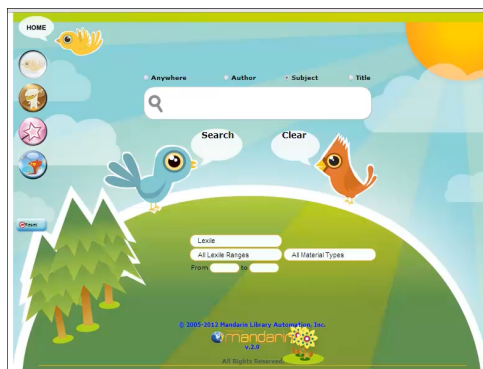 HOME
Anywhere Author Subject Title
Search Clear
Reset
Lexile
All Lexile Ranges All Material Types
From to
© 2005-2012 Mandarin Library Automation, Inc.
mandarin
v.2.0
All Rights Reserved.